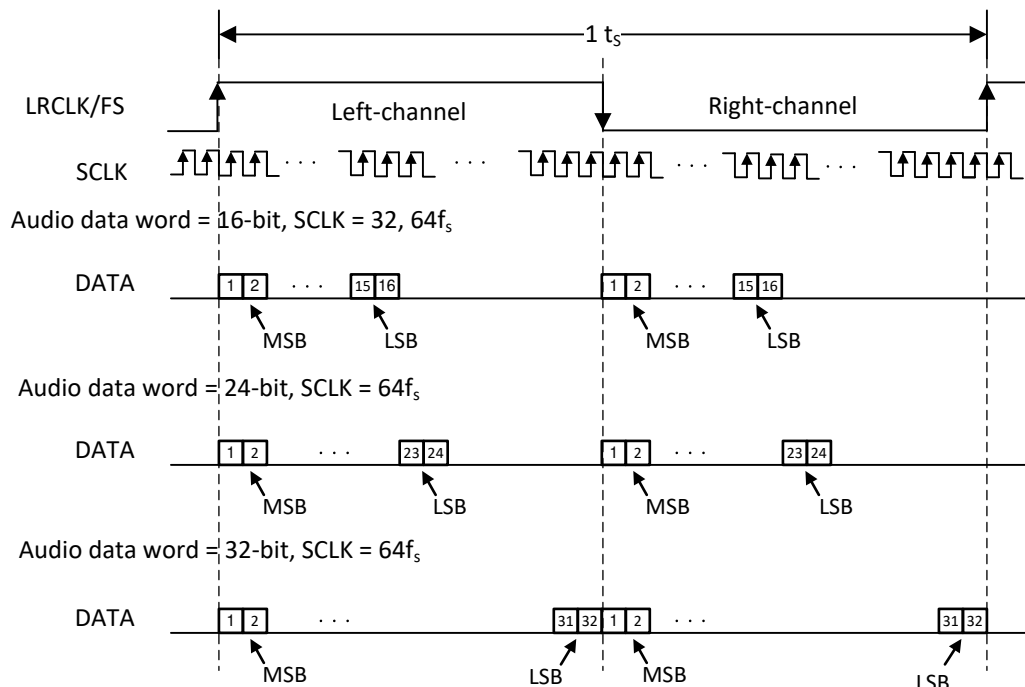 1 tS
LRCLK/FS
Left-channel
Right-channel
SCLK
. . .
. . .
. . .
. . .
Audio data word = 16-bit, SCLK = 32, 64fs
DATA
1 2 . . . 15 16 1 2 . . . 15 16
MSB LSB MSB LSB
Audio data word = 24-bit, SCLK = 64fs
DATA
1 2 . . . 23 24 1 2 . . . 23 24
MSB LSB MSB LSB
Audio data word = 32-bit, SCLK = 64fs
DATA
1 2 . . . 31 32 1 2 . . . 31 32
MSB LSB MSB LSB